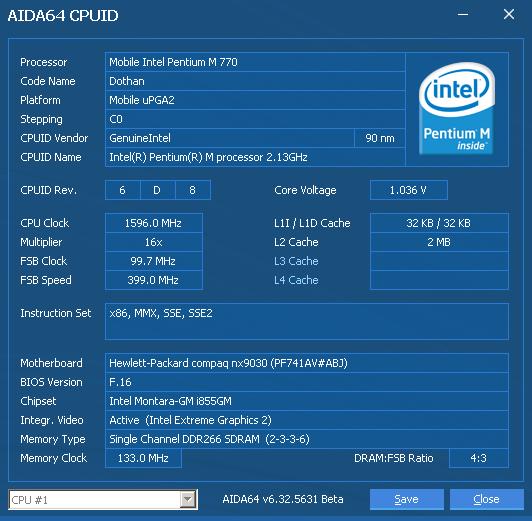 AIDA64 CPUID
Processor Mobile Intel Pentium M 770
Code Name Dothan
Platform Mobile uPGA2
Stepping C0
CPUID Vendor GenuineIntel 90 nm
CPUID Name Intel(R) Pentium(R) M processor 2.13GHz
intel
Pentium M
inside™
CPUID Rev. 6 D 8 Core Voltage 1.036 V
CPU Clock 1596.0 MHz L1I / L1D Cache 32 KB / 32 KB
Multiplier 16x L2 Cache 2 MB
FSB Clock 99.7 MHz L3 Cache
FSB Speed 399.0 MHz L4 Cache
Instruction Set x86, MMX, SSE, SSE2
Motherboard Hewlett-Packard compaq nx9030 (PF741AV#ABJ)
BIOS Version F.16
Chipset Intel Montara-GM i855GM
Integr. Video Active (Intel Extreme Graphics 2)
Memory Type Single Channel DDR266 SDRAM (2-3-3-6)
Memory Clock 133.0 MHz DRAM:FSB Ratio 4:3
CPU #1 AIDA64 v6.32.5631 Beta Save Close